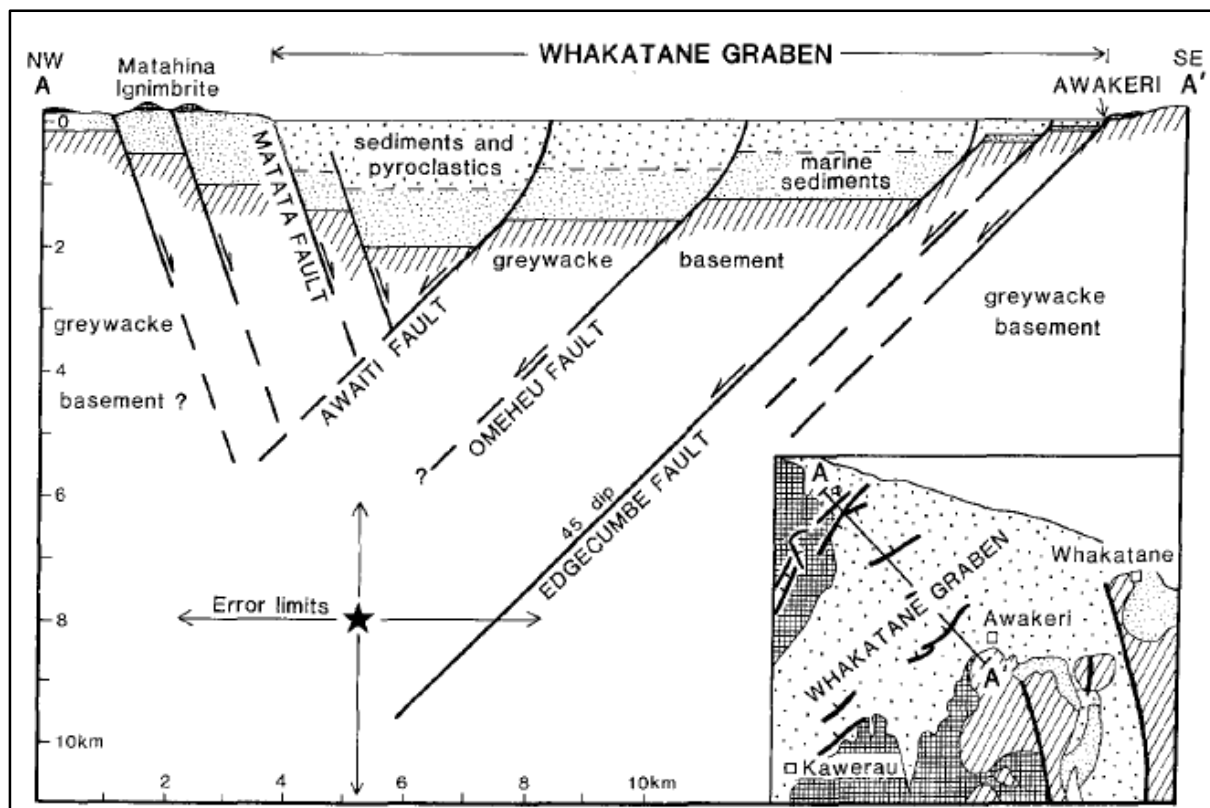 WHAKATANE GRABEN
NW
A
Matahina
Ignimbrite
AWAKERI
SE
A'
0
2
4
6
8
10km
sediments and
pyroclastics
marine
sediments
MATATA FAULT
greywacke
basement
greywacke
basement
greywacke
basement ?
AWAITI FAULT
OMEHEU FAULT
?
45 dip
EDGECUMBE FAULT
Error limits
2
4
6
8
10km
A
Whakatane
WHAKATANE GRABEN
Awakeri
A'
Kawerau